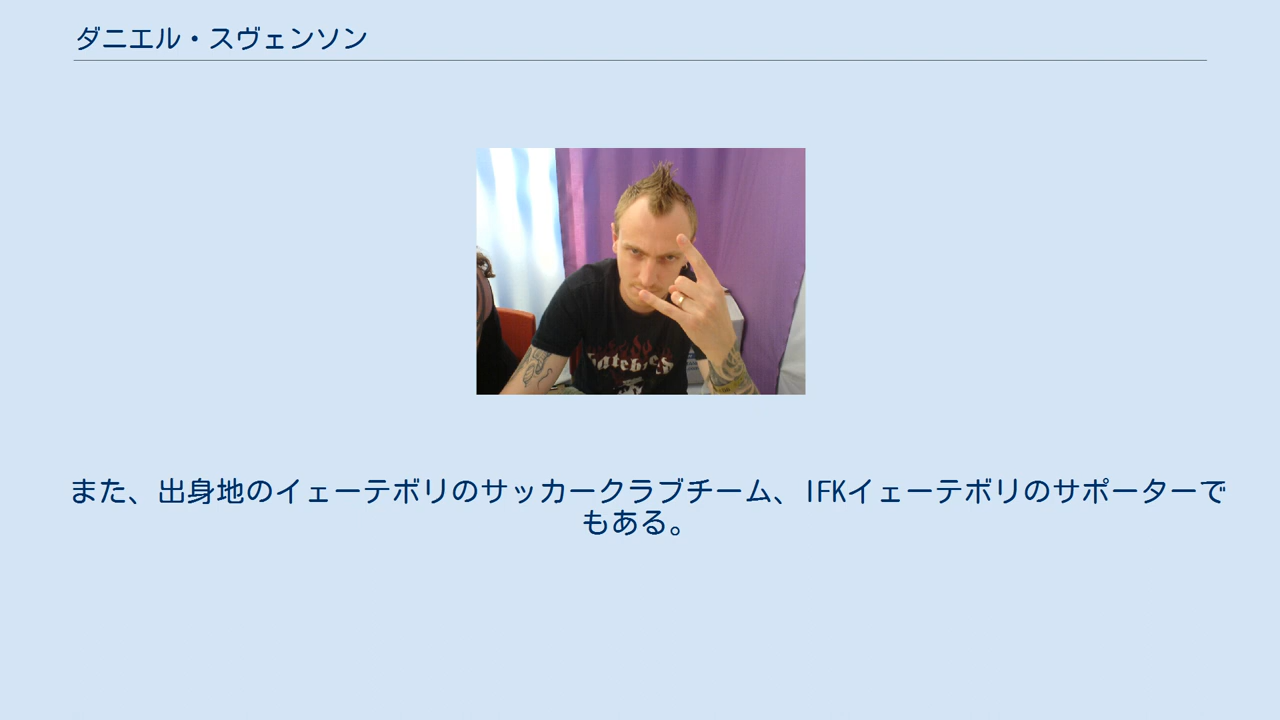 ダニエル・スヴェンソン
また、出身地のイェーテボリのサッカークラブチーム、IFKイェーテボリのサポーターで
もある。